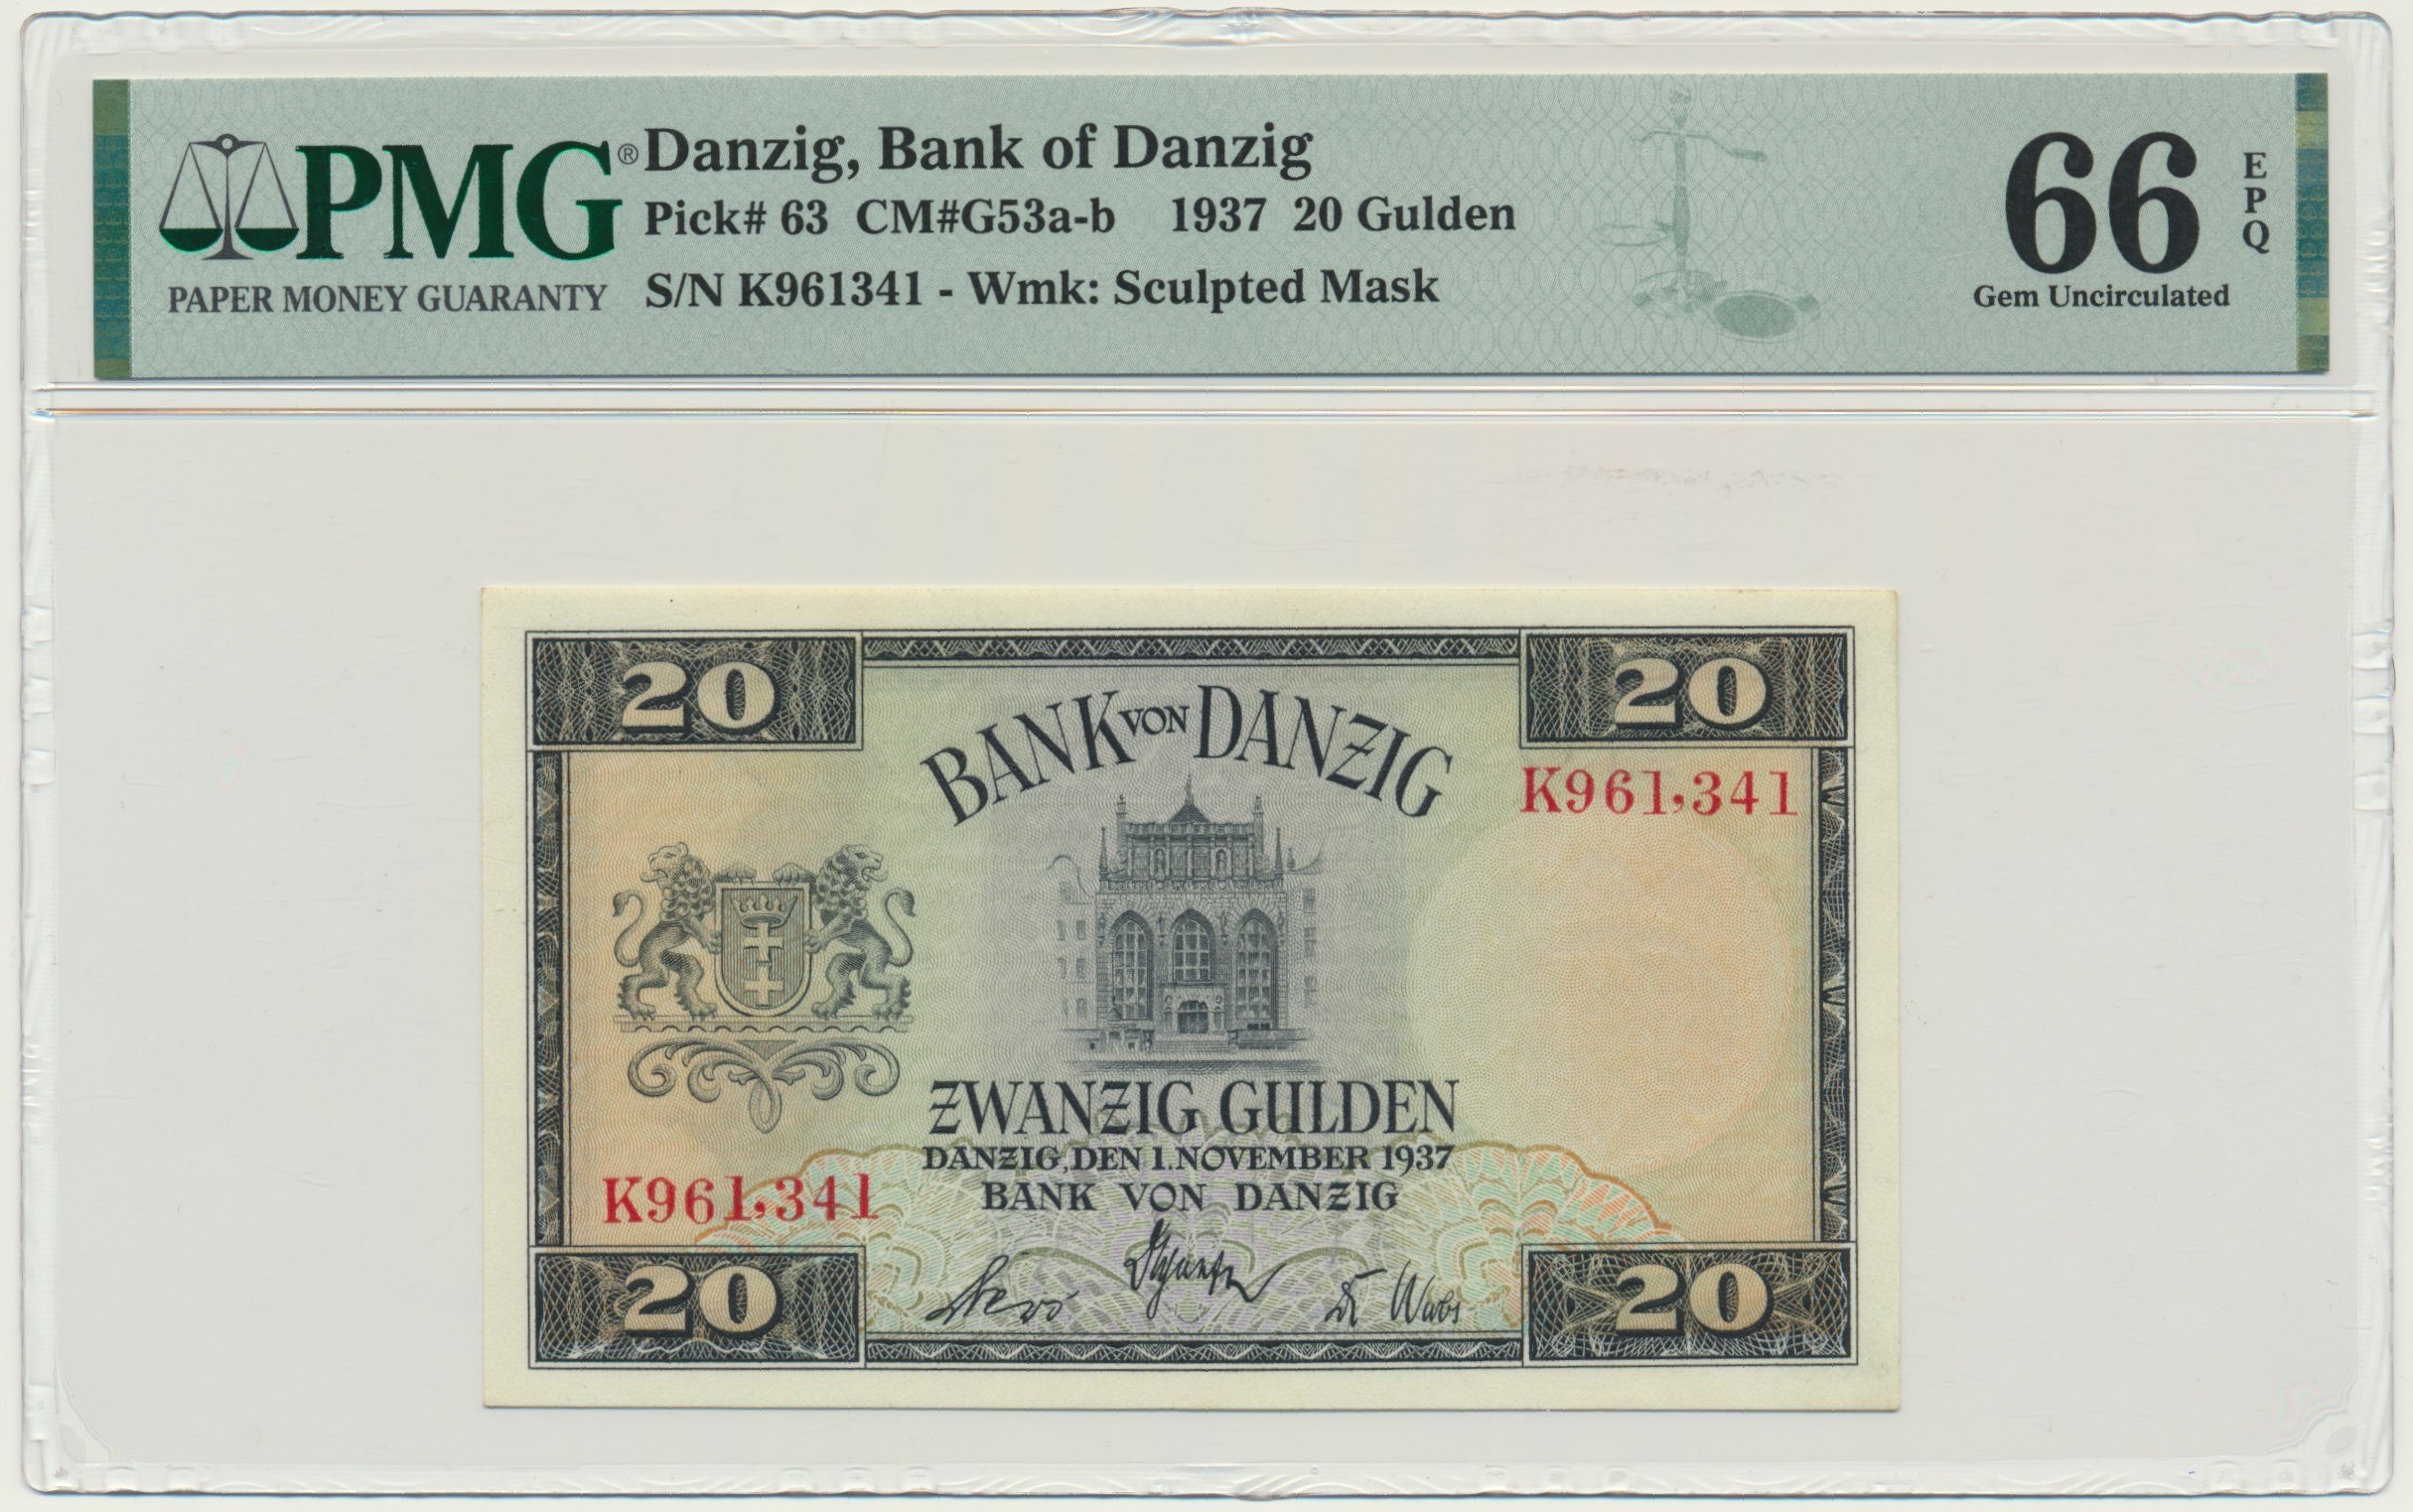 PMG®
PAPER MONEY GUARANTY
Danzig, Bank of Danzig
Pick# 63 CM#G53a-b 1937 20 Gulden
S/N K961341 - Wmk: Sculpted Mask
66
EPQ
Gem Uncirculated
20 20
BANK VON DANZIG
K961,341
ZWANZIG GULDEN
DANZIG, DEN 1. NOVEMBER 1937
K961,341
BANK VON DANZIG
20 20